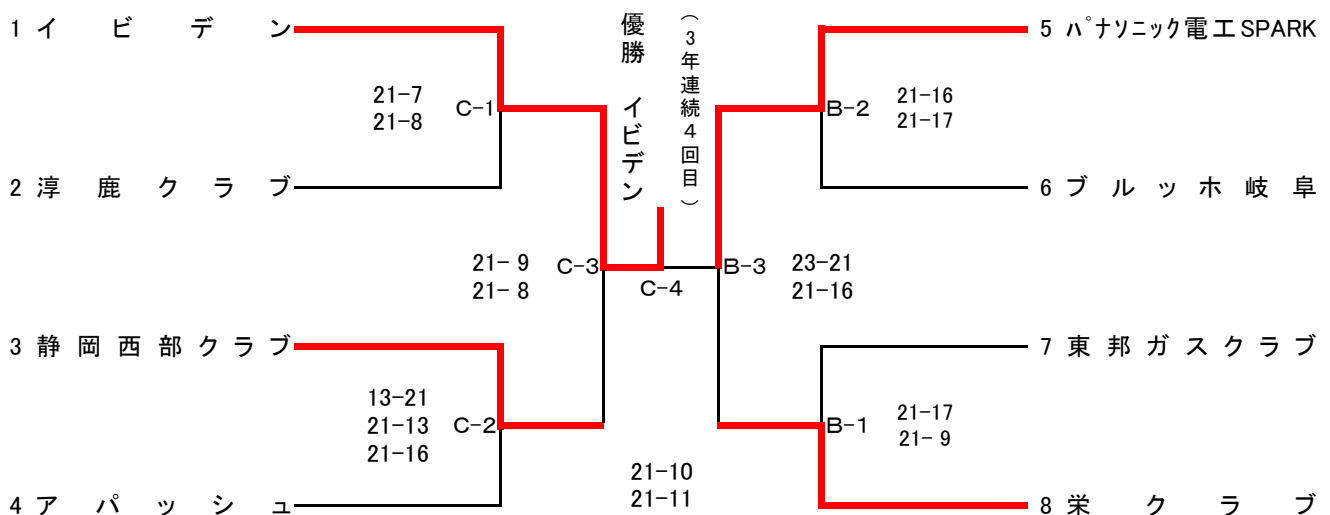 優勝 イビデン
（３年連続４回目）
1 イビデン
21-7
21-8
C-1
2 淳鹿クラブ
21- 9
21- 8
C-3
3 静岡西部クラブ
13-21
21-13
21-16
C-2
4 アパッシュ
C-4
21-10
21-11
5 パナソニック電工SPARK
B-2
21-16
21-17
6 ブルッホ岐阜
B-3
23-21
21-16
7 東邦ガスクラブ
B-1
21-17
21- 9
8 栄クラブ